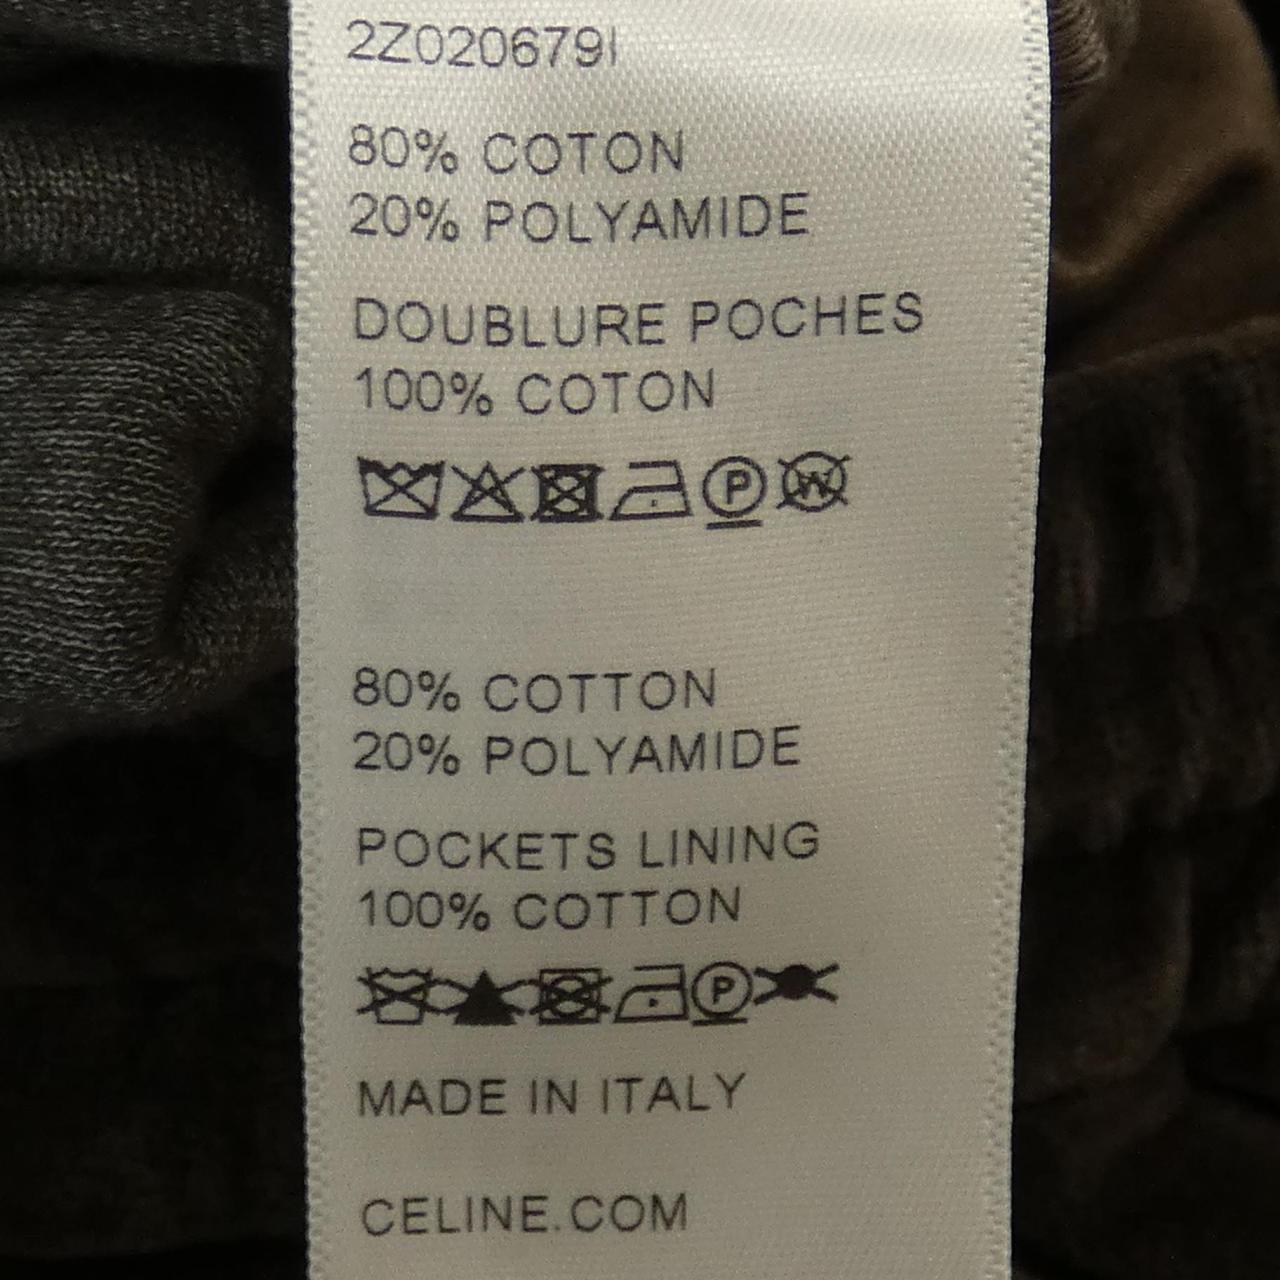 2Z020679I
80% COTON
20% POLYAMIDE
DOUBLURE POCHES
100% COTON
P W
80% COTTON
20% POLYAMIDE
POCKETS LINING
100% COTTON
P
MADE IN ITALY
CELINE.COM